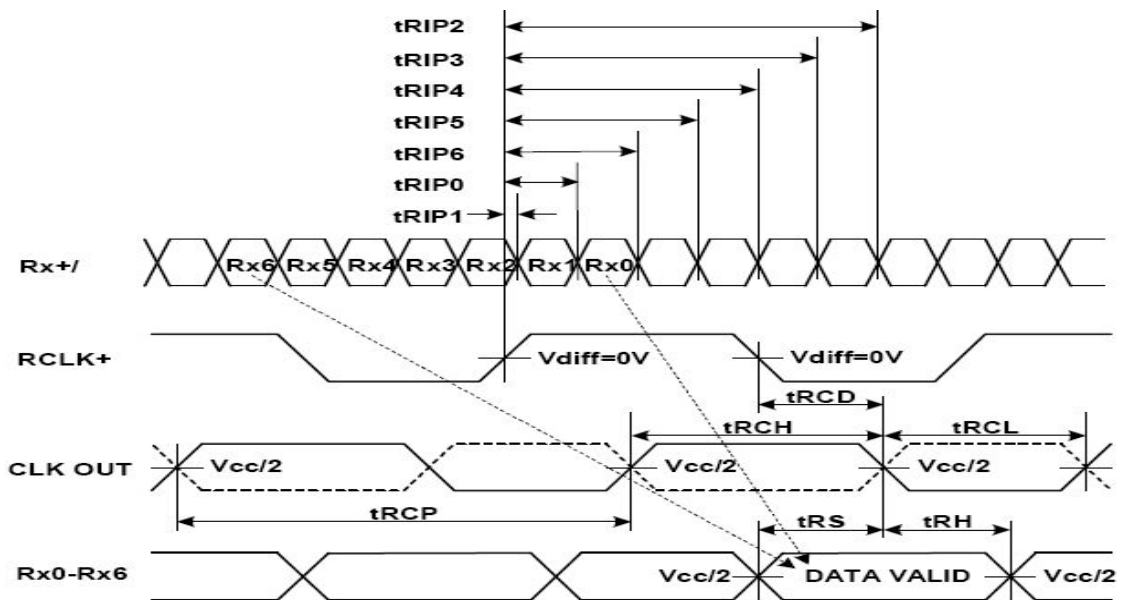 tRIP2
tRIP3
tRIP4
tRIP5
tRIP6
tRIP0
tRIP1
Rx+/ Rx6 Rx5 Rx4 Rx3 Rx2 Rx1 Rx0
RCLK+ Vdiff=0V Vdiff=0V
tRCD
tRCH tRCL
CLK OUT Vcc/2 Vcc/2 Vcc/2
tRCP tRS tRH
Rx0-Rx6 Vcc/2 DATA VALID Vcc/2